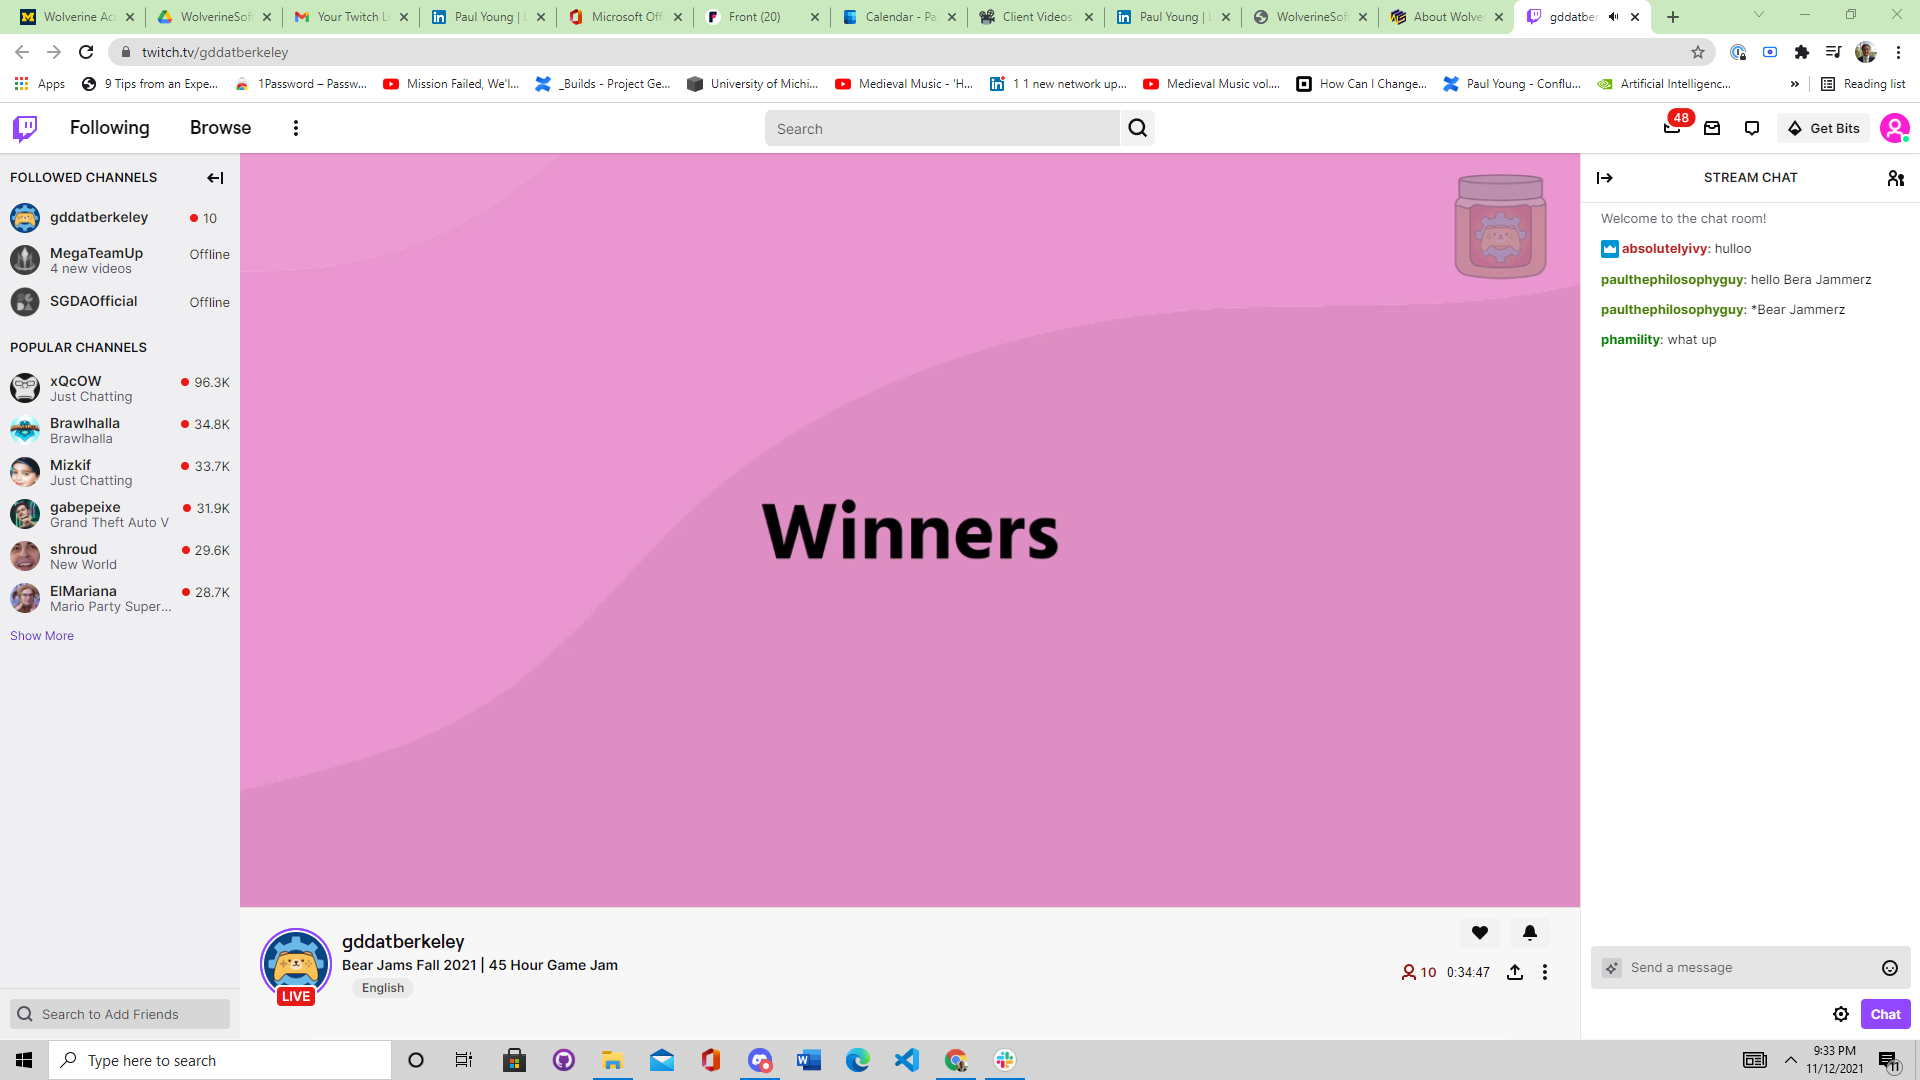 Wolverine Acc
WolverineSoft
Your Twitch Lo
Paul Young | L
Microsoft Offi
Front (20)
Calendar - Pa
Client Videos
Paul Young | L
WolverineSoft
About Wolver
gddatber
twitch.tv/gddatberkeley
Apps
9 Tips from an Expe...
1Password – Passw...
Mission Failed, We'l...
_Builds - Project Ge...
University of Michi...
Medieval Music - 'H...
1 1 new network up...
Medieval Music vol....
How Can I Change...
Paul Young - Conflu...
Artificial Intelligenc...
»
Reading list
Following
Browse
Search
48
Get Bits
FOLLOWED CHANNELS
gddatberkeley
10
MegaTeamUp
4 new videos
Offline
SGDAOfficial
Offline
POPULAR CHANNELS
xQcOW
Just Chatting
96.3K
Brawlhalla
Brawlhalla
34.8K
Mizkif
Just Chatting
33.7K
gabepeixe
Grand Theft Auto V
31.9K
shroud
New World
29.6K
ElMariana
Mario Party Super...
28.7K
Show More
Search to Add Friends
Winners
gddatberkeley
Bear Jams Fall 2021 | 45 Hour Game Jam
English
LIVE
10
0:34:47
STREAM CHAT
Welcome to the chat room!
absolutelyivy: hulloo
paulthephilosophyguy: hello Bera Jammerz
paulthephilosophyguy: *Bear Jammerz
phamility: what up
Send a message
Chat
Type here to search
9:33 PM
11/12/2021
11